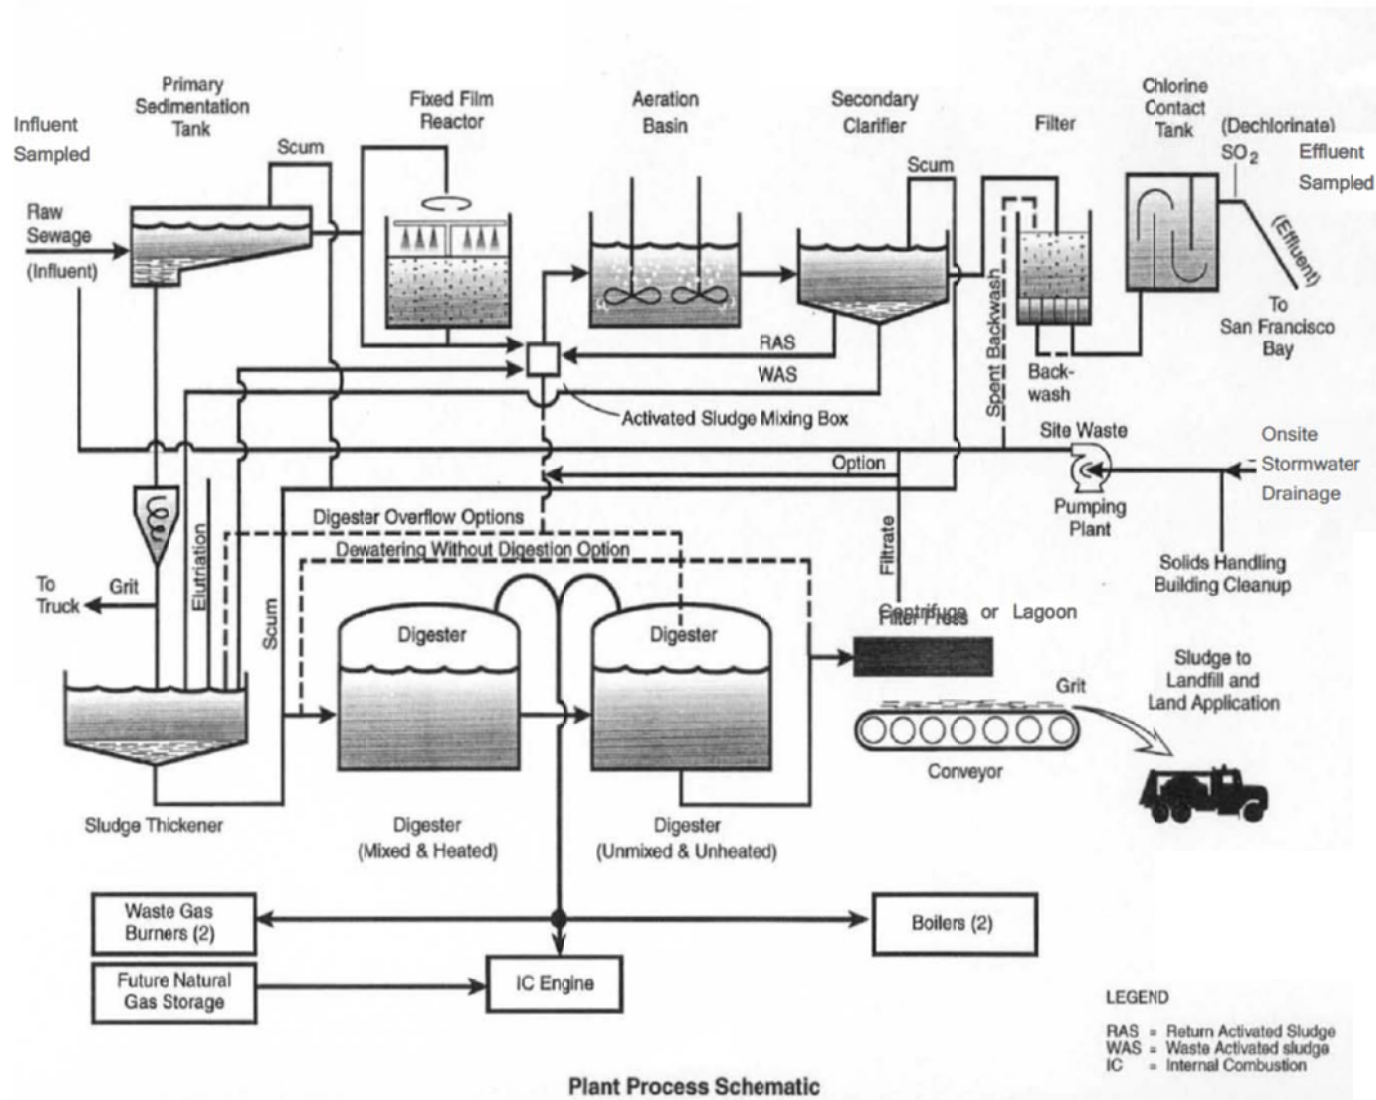 Primary
Sedimentation
Tank
Fixed Film
Reactor
Aeration
Basin
Secondary
Clarifier
Filter
Chlorine
Contact
Tank
(Dechlorinate)
SO2
Effluent
Sampled
Influent
Sampled
Scum
Scum
Raw
Sewage
(Influent)
(Effluent)
To
San Francisco
Bay
RAS
WAS
Activated Sludge Mixing Box
Spent Backwash
Back-
wash
Site Waste
Pumping
Plant
Onsite
Stormwater
Drainage
Option
Solids Handling
Building Cleanup
Digester Overflow Options
Dewatering Without Digestion Option
Elutriation
To
Truck
Grit
Scum
Filtrate
Centrifuge or Lagoon
Filter Press
Digester
Digester
Grit
Sludge to
Landfill and
Land Application
Conveyor
Sludge Thickener
Digester
(Mixed & Heated)
Digester
(Unmixed & Unheated)
Waste Gas
Burners (2)
Boilers (2)
Future Natural
Gas Storage
IC Engine
LEGEND
RAS = Return Activated Sludge
WAS = Waste Activated sludge
IC = Internal Combustion
Plant Process Schematic